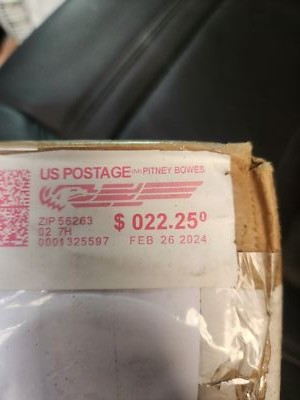 US POSTAGE IMI PITNEY BOWES
ZIP 56263
02 7H
0001325597
$ 022.25⁰
FEB 26 2024